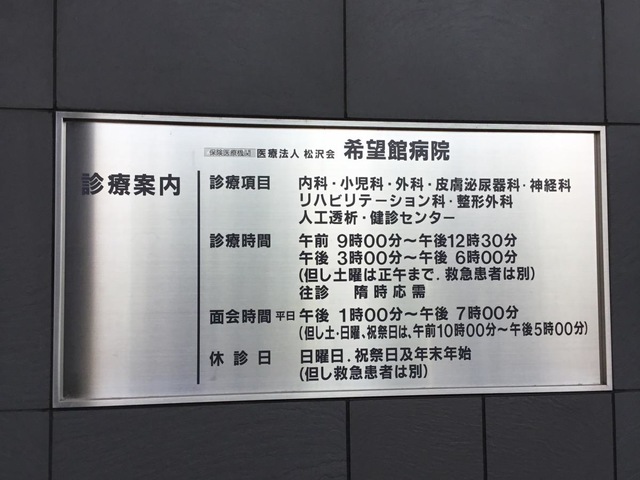 保険医療機関 医療法人 松沢会 希望館病院
診療案内
診療項目 内科・小児科・外科・皮膚泌尿器科・神経科
リハビリテーション科・整形外科
人工透析・健診センター
診療時間 午前 9時00分〜午後12時30分
午後 3時00分〜午後 6時00分
(但し土曜は正午まで.救急患者は別)
往診 隋時応需
面会時間 平日 午後 1時00分〜午後 7時00分
(但し土・日曜、祝祭日は、午前10時00分〜午後5時00分)
休診日 日曜日.祝祭日及年末年始
(但し救急患者は別)